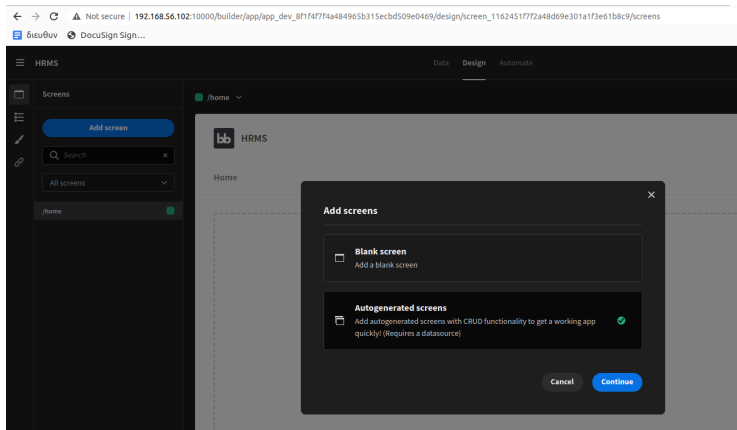 Not secure | 192.168.56.102:10000/builder/app/app_dev_8f1f4f7f4a484965b315ecbd509e0469/design/screen_1162451f7f2a48d69e301a1f3e61b8c9/screens
διευθυν DocuSign Sign...
HRMS Data Design Automate
Screens
/home
Add screen
bb HRMS
Search
Home
All screens
/home
Add screens
Blank screen
Add a blank screen
Autogenerated screens
Add autogenerated screens with CRUD functionality to get a working app
quickly! (Requires a datasource)
Cancel Continue